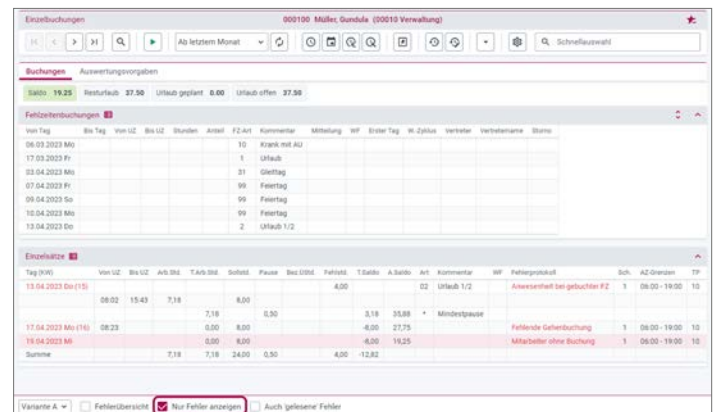 Einzelbuchungen 000100 Müller, Gundula (00010 Verwaltung)
Ab letztem Monat Schnellauswahl
Buchungen Auswertungsvorgaben
Saldo 19.25 Resturlaub 37.50 Urlaub geplant 0.00 Urlaub offen 37.50
Fehlzeitenbuchungen
Von Tag Bis Tag Von UZ Bis UZ Stunden Anteil FZ-Art Kommentar Mitteilung WF Erster Tag W.-Zyklus Vertreter Vertretername Storno
06.03.2023 Mo 10 Krank mit AU
17.03.2023 Fr 1 Urlaub
03.04.2023 Mo 31 Gleittag
07.04.2023 Fr 99 Feiertag
09.04.2023 So 99 Feiertag
10.04.2023 Mo 99 Feiertag
13.04.2023 Do 2 Urlaub 1/2
Einzelsätze
Tag (KW) Von UZ Bis UZ Arb.Std. T.Arb.Std. Sollstd. Pause Bez.ÜStd. Fehlstd. T.Saldo A.Saldo Art Kommentar WF Fehlerprotokoll Sch. AZ-Grenzen TP
13.04.2023 Do (15) 4,00 02 Urlaub 1/2 Anwesenheit bei gebuchter FZ 1 06:00 - 19:00 10
08:02 15:43 7,18 8,00
7,18 0,50 3,18 35,88 * Mindestpause
17.04.2023 Mo (16) 08:23 0,00 8,00 -8,00 27,75 Fehlende Gehenbuchung 1 06:00 - 19:00 10
19.04.2023 Mi 0,00 8,00 -8,00 19,25 Mitarbeiter ohne Buchung 1 06:00 - 19:00 10
Summe 7,18 7,18 24,00 0,50 4,00 -12,82
Variante A Fehlerübersicht Nur Fehler anzeigen Auch 'gelesene' Fehler